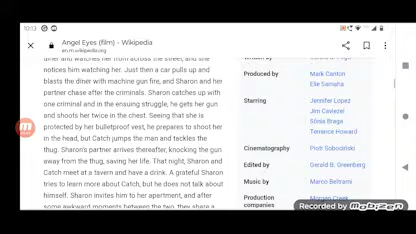 10:13
Angel Eyes (film) - Wikipedia
en.m.wikipedia.org
diner and watches her from across the street, and she
notices him watching her. Just then a car pulls up and
blasts the diner with machine gun fire, and Sharon and her
partner chase after the criminals. Sharon catches up with
one criminal and in the ensuing struggle, he gets her gun
and shoots her twice in the chest. Seeing that she is
protected by her bulletproof vest, he prepares to shoot her
in the head, but Catch jumps the man and tackles the
thug. Sharon's partner arrives thereafter, knocking the gun
away from the thug, saving her life. That night, Sharon and
Catch meet at a tavern and have a drink. A grateful Sharon
tries to learn more about Catch, but he does not talk about
himself. Sharon invites him to her apartment, and after
some awkward moments between the two, they share a
Written by
Produced by
Mark Canton
Elie Samaha
Starring
Jennifer Lopez
Jim Caviezel
Sônia Braga
Terrence Howard
Cinematography
Piotr Sobociński
Edited by
Gerald B. Greenberg
Music by
Marco Beltrami
Production
companies
Morgan Creek
Recorded by
mobizen